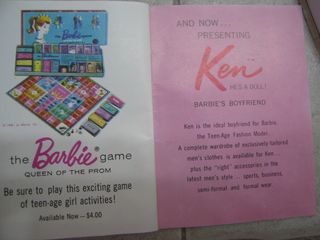 the Barbie® game
QUEEN OF THE PROM
Be sure to play this exciting game
of teen-age girl activities!
Available Now—$4.00
AND NOW...
PRESENTING
Ken
HE'S A DOLL!
BARBIE'S BOYFRIEND
Ken is the ideal boyfriend for Barbie,
the Teen-Age Fashion Model.
A complete wardrobe of exclusively tailored
men's clothes is available for Ken...
plus the "right" accessories in the
latest men's style ... sports, business,
semi-formal and formal wear.